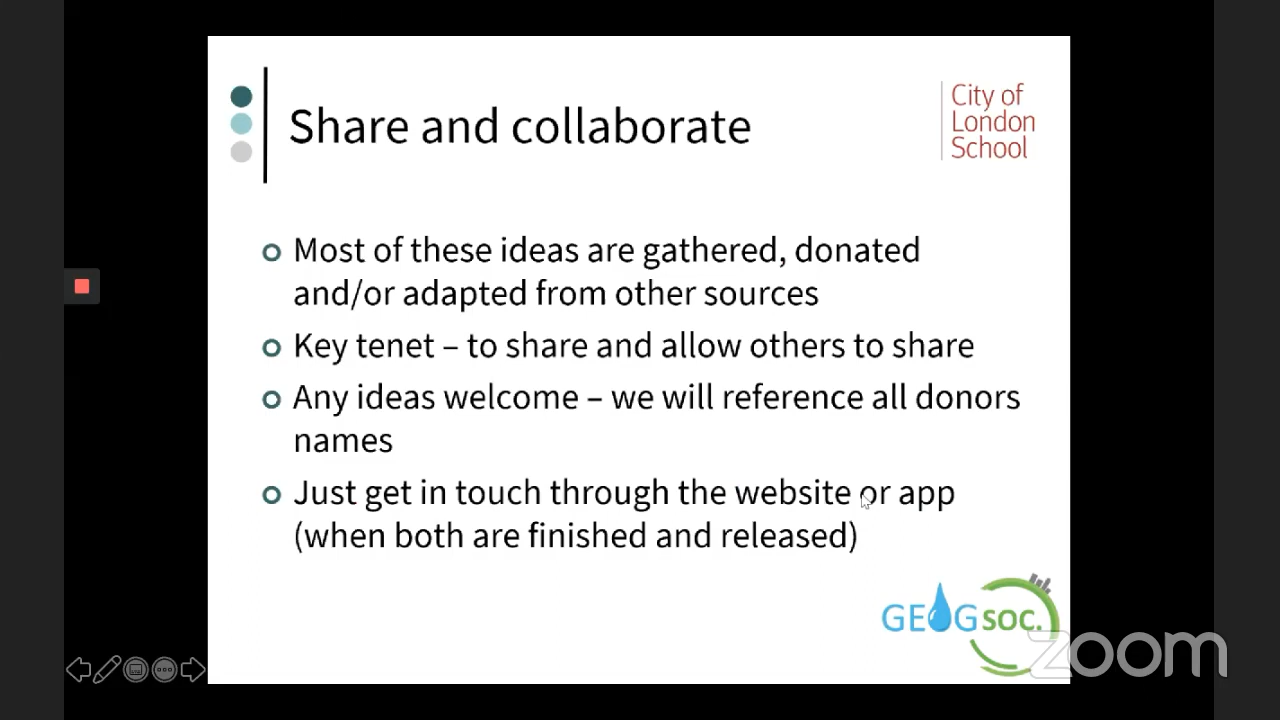 Share and collaborate
City of
London
School
Most of these ideas are gathered, donated
and/or adapted from other sources
Key tenet – to share and allow others to share
Any ideas welcome – we will reference all donors
names
Just get in touch through the website or app
(when both are finished and released)
GEOGSOC.
zoom